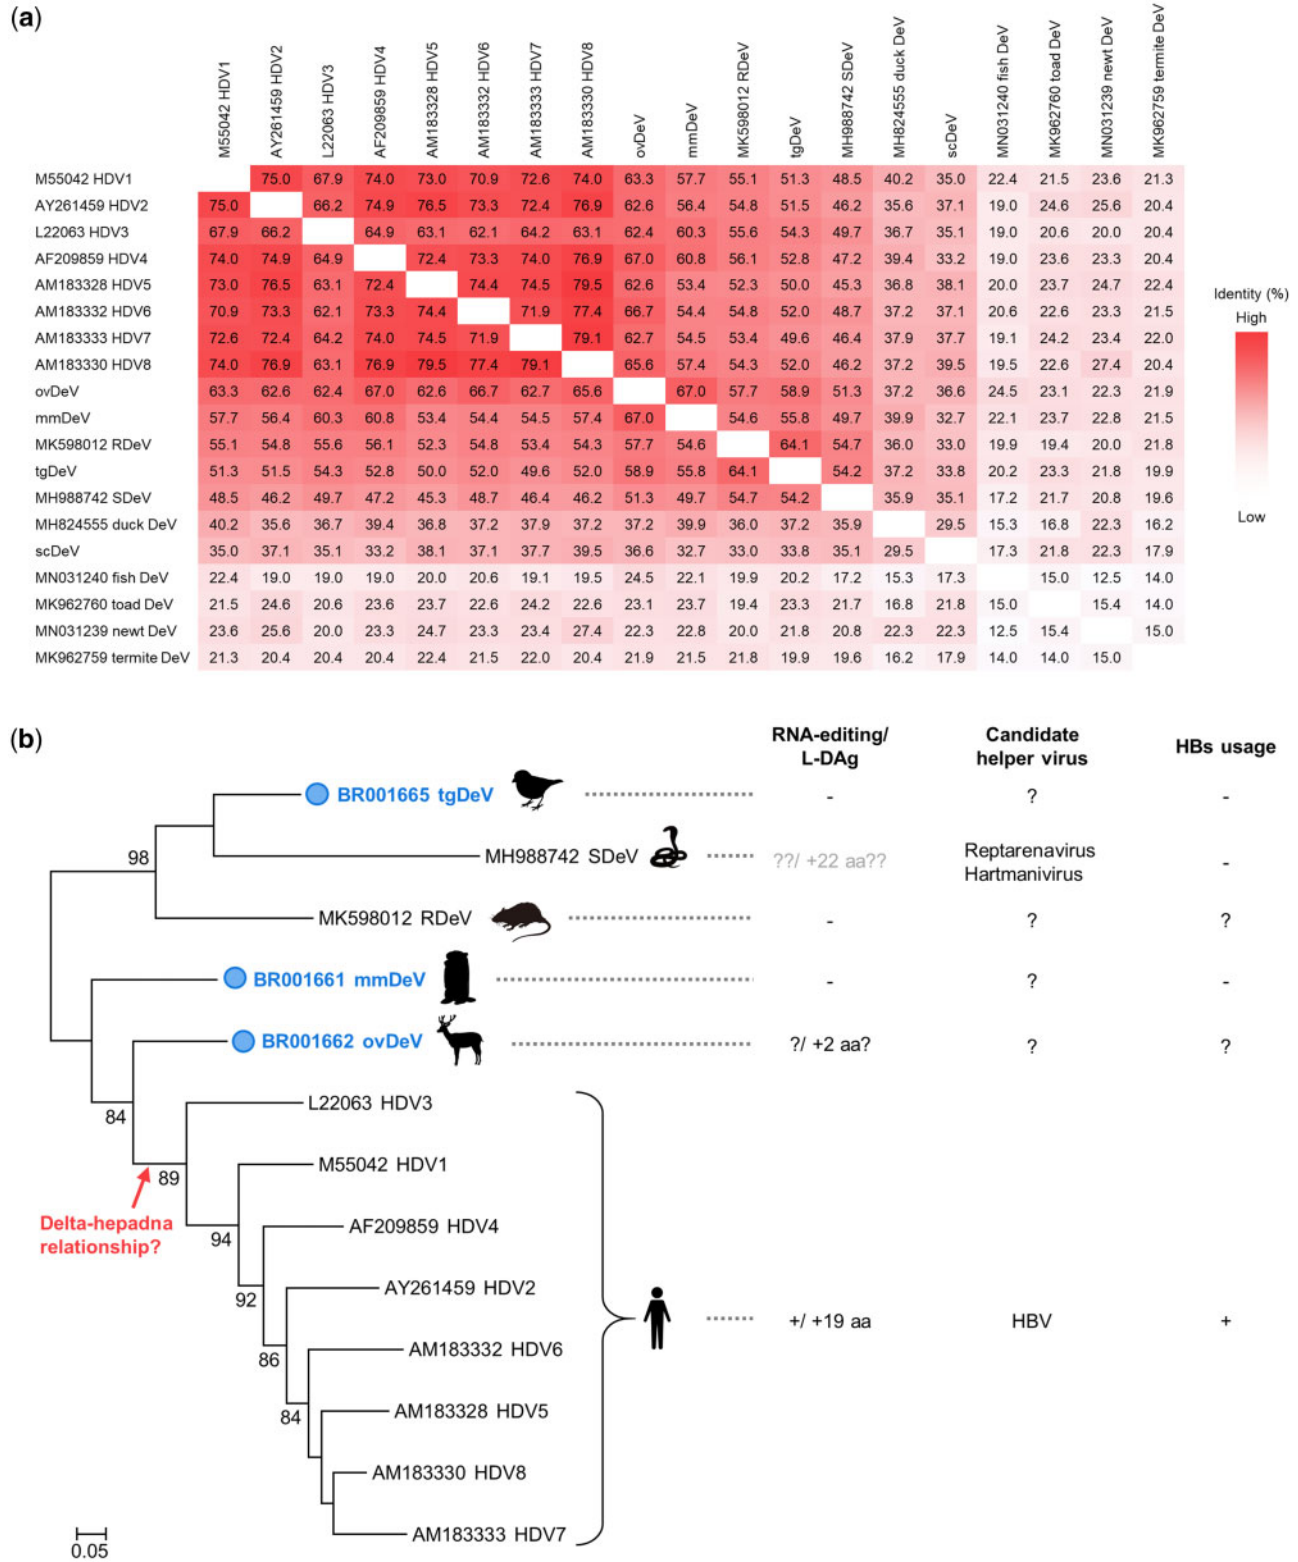 (a)
M55042 HDV1
AY261459 HDV2
L22063 HDV3
AF209859 HDV4
AM183328 HDV5
AM183332 HDV6
AM183333 HDV7
AM183330 HDV8
ovDeV
mmDeV
MK598012 RDeV
tgDeV
MH988742 SDeV
MH824555 duck DeV
scDeV
MN031240 fish DeV
MK962760 toad DeV
MN031239 newt DeV
MK962759 termite DeV
M55042 HDV1 75.0 67.9 74.0 73.0 70.9 72.6 74.0 63.3 57.7 55.1 51.3 48.5 40.2 35.0 22.4 21.5 23.6 21.3
AY261459 HDV2 75.0 66.2 74.9 76.5 73.3 72.4 76.9 62.6 56.4 54.8 51.5 46.2 35.6 37.1 19.0 24.6 25.6 20.4
L22063 HDV3 67.9 66.2 64.9 63.1 62.1 64.2 63.1 62.4 60.3 55.6 54.3 49.7 36.7 35.1 19.0 20.6 20.0 20.4
AF209859 HDV4 74.0 74.9 64.9 72.4 73.3 74.0 76.9 67.0 60.8 56.1 52.8 47.2 39.4 33.2 19.0 23.6 23.3 20.4
AM183328 HDV5 73.0 76.5 63.1 72.4 74.4 74.5 79.5 62.6 53.4 52.3 50.0 45.3 36.8 38.1 20.0 23.7 24.7 22.4
AM183332 HDV6 70.9 73.3 62.1 73.3 74.4 71.9 77.4 66.7 54.4 54.8 52.0 48.7 37.2 37.1 20.6 22.6 23.3 21.5
AM183333 HDV7 72.6 72.4 64.2 74.0 74.5 71.9 79.1 62.7 54.5 53.4 49.6 46.4 37.9 37.7 19.1 24.2 23.4 22.0
AM183330 HDV8 74.0 76.9 63.1 76.9 79.5 77.4 79.1 65.6 57.4 54.3 52.0 46.2 37.2 39.5 19.5 22.6 27.4 20.4
ovDeV 63.3 62.6 62.4 67.0 62.6 66.7 62.7 65.6 67.0 57.7 58.9 51.3 37.2 36.6 24.5 23.1 22.3 21.9
mmDeV 57.7 56.4 60.3 60.8 53.4 54.4 54.5 57.4 67.0 54.6 55.8 49.7 39.9 32.7 22.1 23.7 22.8 21.5
MK598012 RDeV 55.1 54.8 55.6 56.1 52.3 54.8 53.4 54.3 57.7 54.6 64.1 54.7 36.0 33.0 19.9 19.4 20.0 21.8
tgDeV 51.3 51.5 54.3 52.8 50.0 52.0 49.6 52.0 58.9 55.8 64.1 54.2 37.2 33.8 20.2 23.3 21.8 19.9
MH988742 SDeV 48.5 46.2 49.7 47.2 45.3 48.7 46.4 46.2 51.3 49.7 54.7 54.2 35.9 35.1 17.2 21.7 20.8 19.6
MH824555 duck DeV 40.2 35.6 36.7 39.4 36.8 37.2 37.9 37.2 37.2 39.9 36.0 37.2 35.9 29.5 15.3 16.8 22.3 16.2
scDeV 35.0 37.1 35.1 33.2 38.1 37.1 37.7 39.5 36.6 32.7 33.0 33.8 35.1 29.5 17.3 21.8 22.3 17.9
MN031240 fish DeV 22.4 19.0 19.0 19.0 20.0 20.6 19.1 19.5 24.5 22.1 19.9 20.2 17.2 15.3 17.3 15.0 12.5 14.0
MK962760 toad DeV 21.5 24.6 20.6 23.6 23.7 22.6 24.2 22.6 23.1 23.7 19.4 23.3 21.7 16.8 21.8 15.0 15.4 14.0
MN031239 newt DeV 23.6 25.6 20.0 23.3 24.7 23.3 23.4 27.4 22.3 22.8 20.0 21.8 20.8 22.3 22.3 12.5 15.4 15.0
MK962759 termite DeV 21.3 20.4 20.4 20.4 22.4 21.5 22.0 20.4 21.9 21.5 21.8 19.9 19.6 16.2 17.9 14.0 14.0 15.0
Identity (%)
High
Low
(b)
RNA-editing/
L-DAg
Candidate
helper virus
HBs usage
BR001665 tgDeV - ? -
98
MH988742 SDeV ??/ +22 aa?? Reptarenavirus
Hartmanivirus -
MK598012 RDeV - ? ?
BR001661 mmDeV - ? -
BR001662 ovDeV ?/ +2 aa? ? ?
84
L22063 HDV3
89
M55042 HDV1
Delta-hepadna
relationship?
94
AF209859 HDV4
92
AY261459 HDV2
+/ +19 aa HBV +
86
AM183332 HDV6
84
AM183328 HDV5
AM183330 HDV8
AM183333 HDV7
0.05